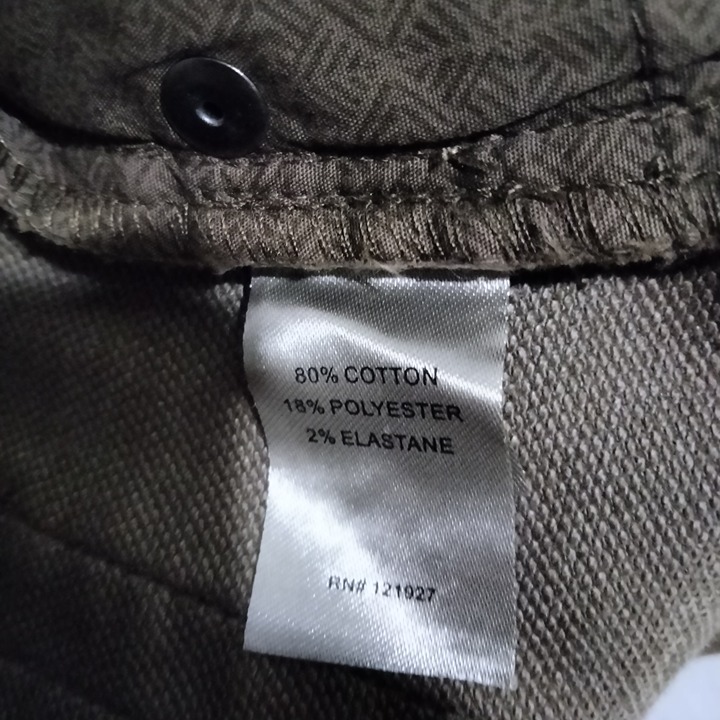 80% COTTON
18% POLYESTER
2% ELASTANE
RN# 121927